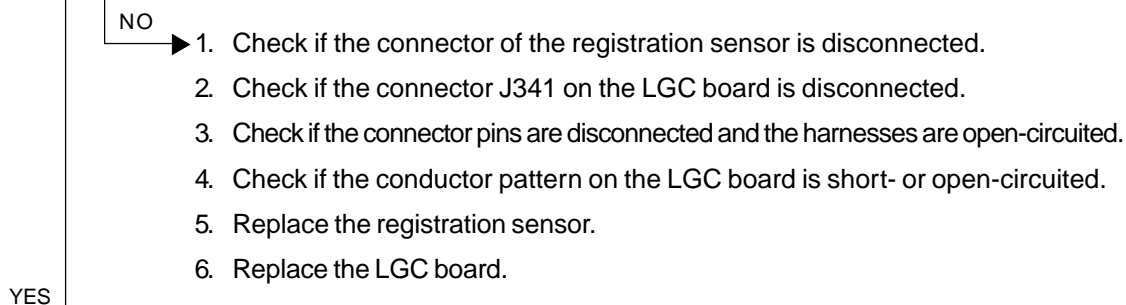 NO
1. Check if the connector of the registration sensor is disconnected.
2. Check if the connector J341 on the LGC board is disconnected.
3. Check if the connector pins are disconnected and the harnesses are open-circuited.
4. Check if the conductor pattern on the LGC board is short- or open-circuited.
5. Replace the registration sensor.
6. Replace the LGC board.
YES